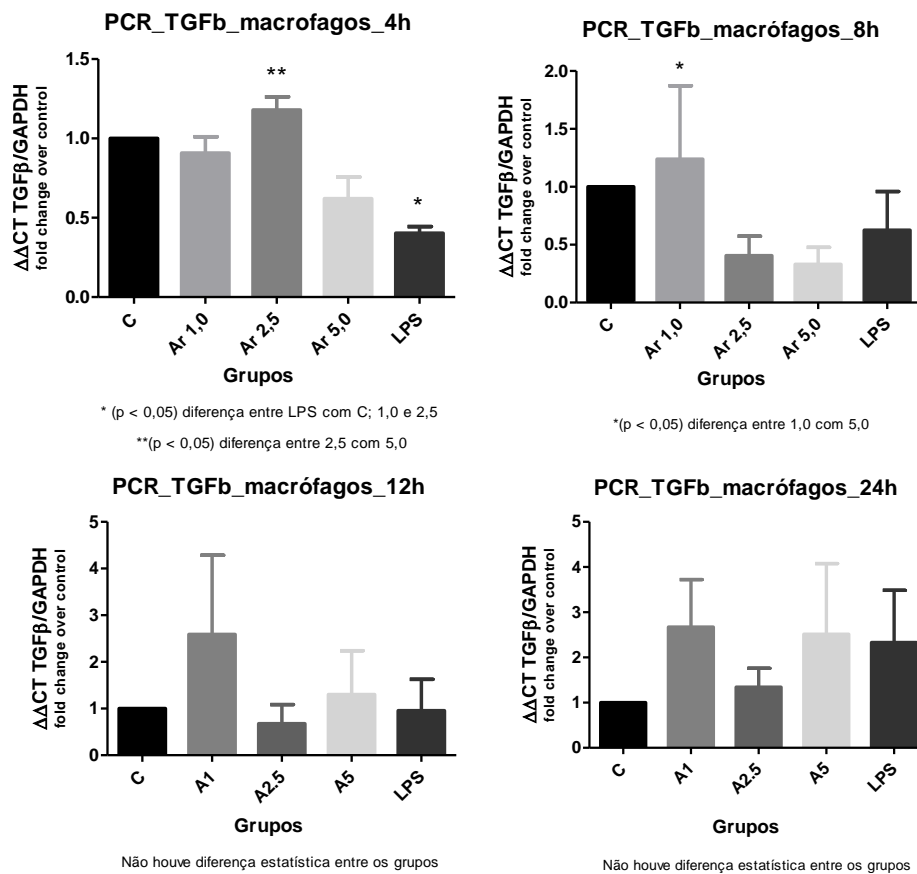 PCR_TGFb_macrofagos_4h
ΔΔCT TGFβ/GAPDH
fold change over control
1.5
1.0
0.5
0.0
**
*
C
Ar 1,0
Ar 2,5
Ar 5,0
LPS
Grupos
* (p < 0,05) diferença entre LPS com C; 1,0 e 2,5
**(p < 0,05) diferença entre 2,5 com 5,0
PCR_TGFb_macrófagos_8h
ΔΔCT TGFβ/GAPDH
fold change over control
2.0
1.5
1.0
0.5
0.0
*
C
Ar 1,0
Ar 2,5
Ar 5,0
LPS
Grupos
*(p < 0,05) diferença entre 1,0 com 5,0
PCR_TGFb_macrófagos_12h
ΔΔCT TGFβ/GAPDH
fold change over control
5
4
3
2
1
0
C
A1
A2.5
A5
LPS
Grupos
Não houve diferença estatística entre os grupos
PCR_TGFb_macrófagos_24h
ΔΔCT TGFβ/GAPDH
fold change over control
5
4
3
2
1
0
C
A1
A2.5
A5
LPS
Grupos
Não houve diferença estatística entre os grupos